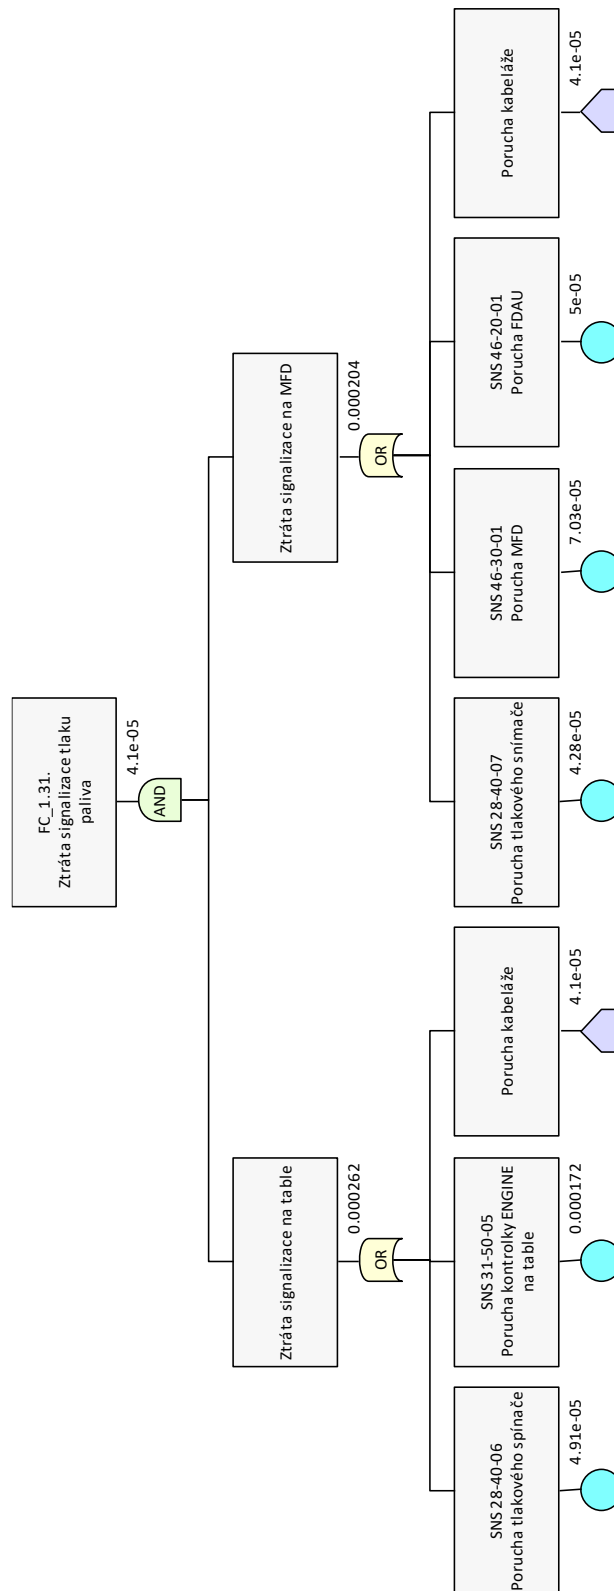 FC_1.31.
Ztráta signalizace tlaku
paliva
4.1e-05
AND
Ztráta signalizace na table
0.000262
OR
Ztráta signalizace na MFD
0.000204
OR
SNS 28-40-06
Porucha tlakového spínače
4.91e-05
SNS 31-50-05
Porucha kontrolky ENGINE
na table
0.000172
Porucha kabeláže
4.1e-05
SNS 28-40-07
Porucha tlakového snímače
4.28e-05
SNS 46-30-01
Porucha MFD
7.03e-05
SNS 46-20-01
Porucha FDAU
5e-05
Porucha kabeláže
4.1e-05